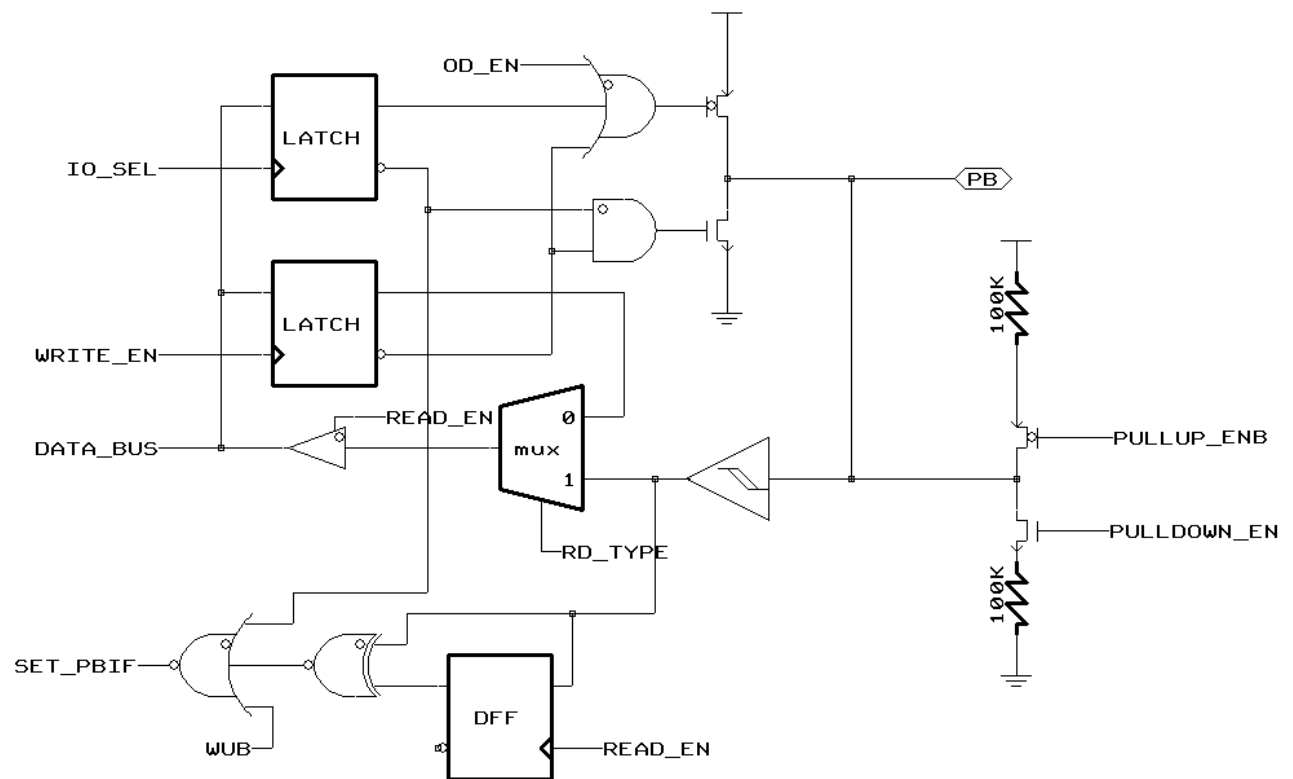 OD_EN
LATCH
IO_SEL
PB
100K
LATCH
WRITE_EN
READ_EN
0
DATA_BUS
mux
PULLUP_ENB
1
PULLDOWN_EN
RD_TYPE
100K
SET_PBIF
DFF
WUB
READ_EN